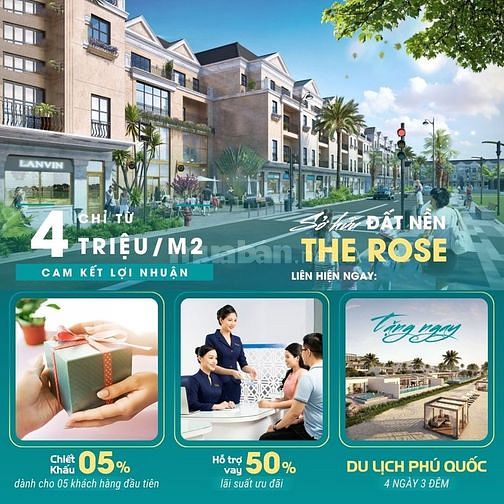 LANVIN
CHỈ TỪ
4 TRIỆU/M2
CAM KẾT LỢI NHUẬN
Sở hữu ĐẤT NỀN
THE ROSE
LIÊN HIỆN NGAY:
Chiết
Khấu 05%
dành cho 05 khách hàng đầu tiên
Hỗ trợ
vay 50%
lãi suất ưu đãi
Tặng ngay
DU LỊCH PHÚ QUỐC
4 NGÀY 3 ĐÊM